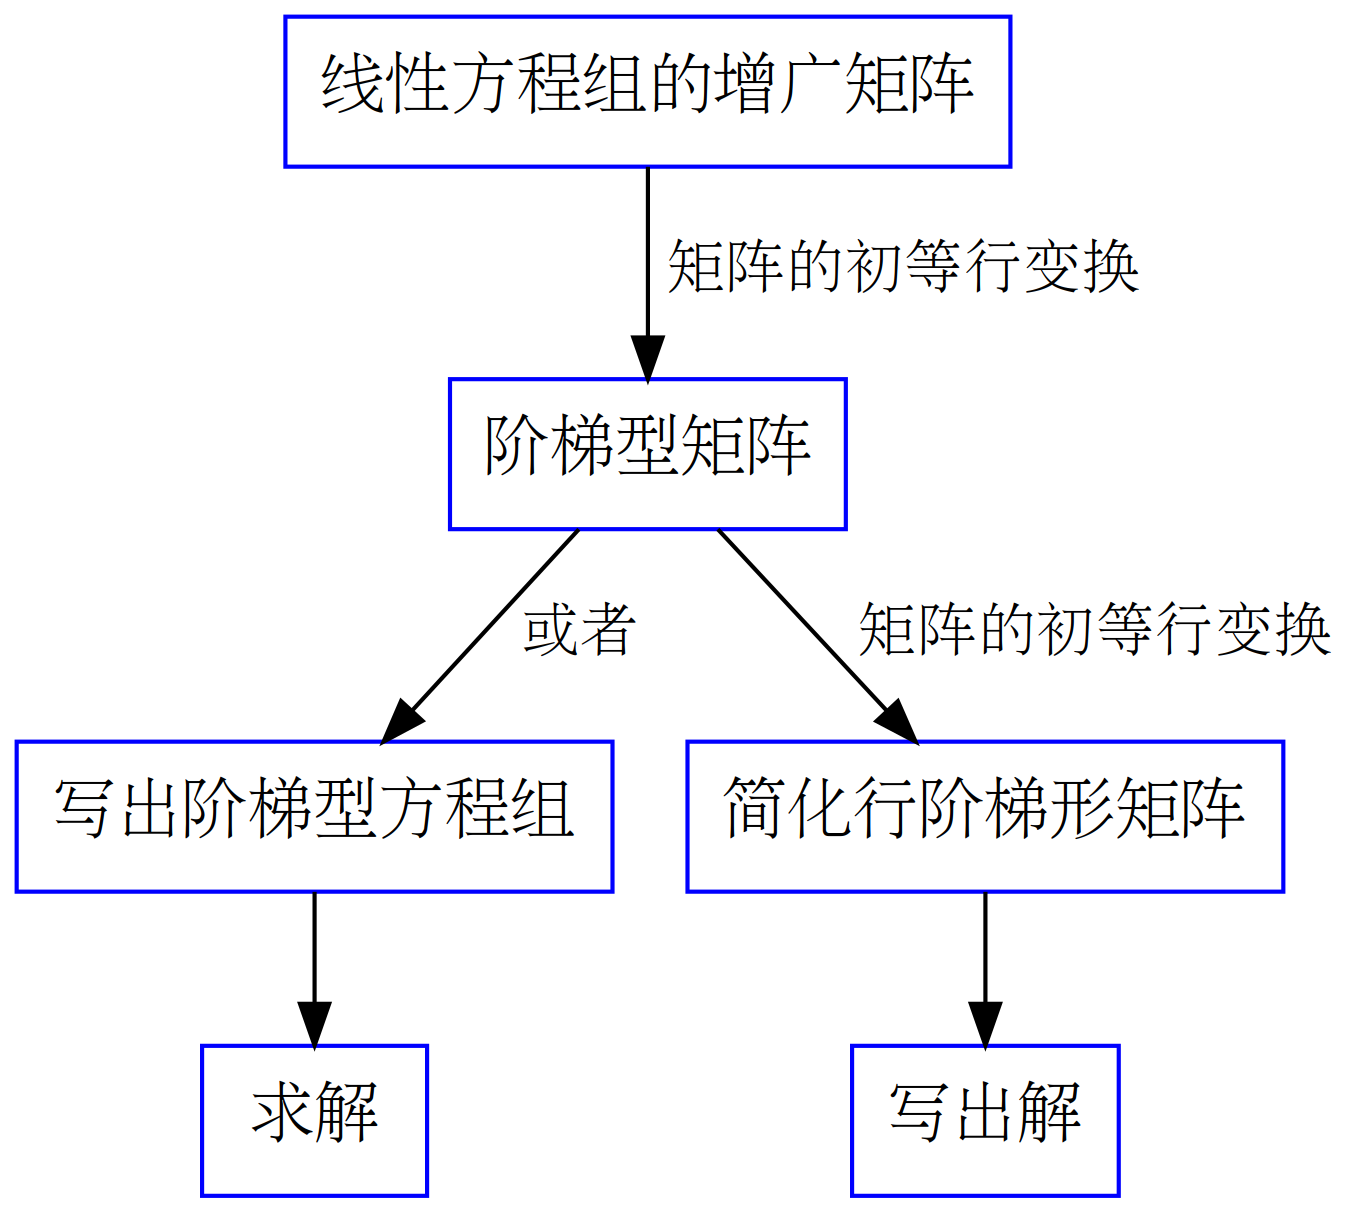 线性方程组的增广矩阵
矩阵的初等行变换
阶梯型矩阵
或者
矩阵的初等行变换
写出阶梯型方程组
简化行阶梯形矩阵
求解
写出解